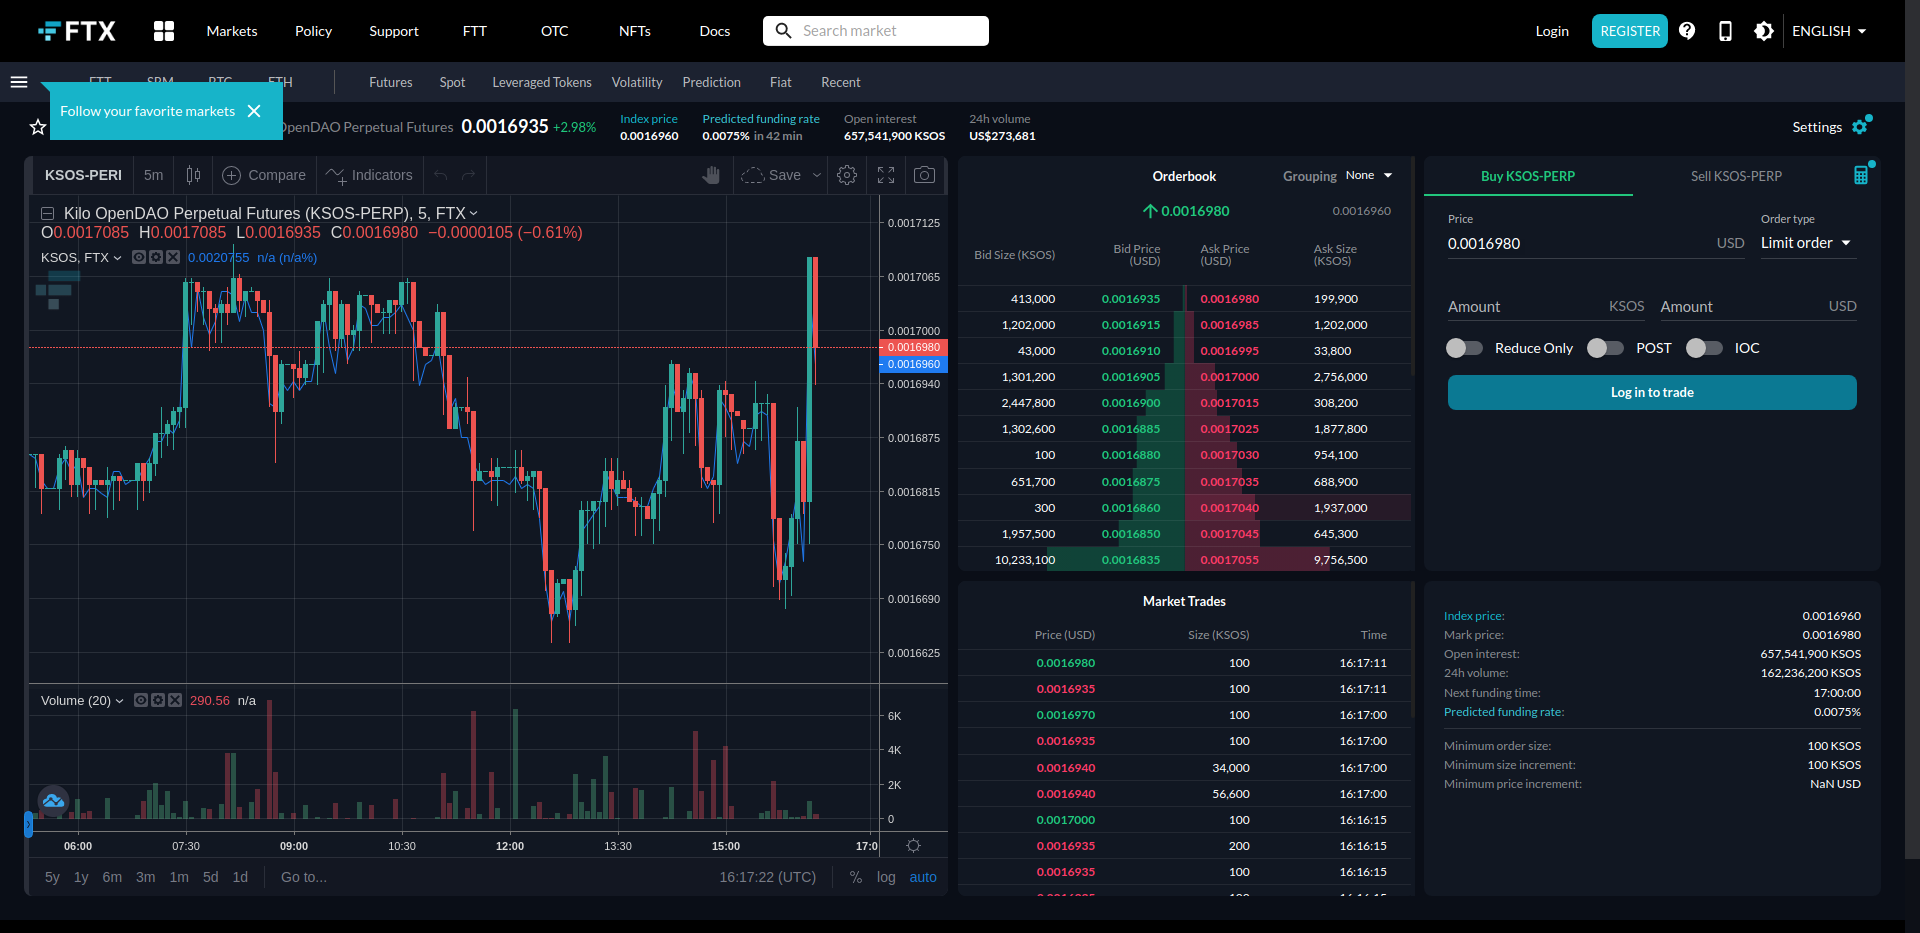 FTX
Markets Policy Support FTT OTC NFTs Docs Search market Login REGISTER ENGLISH
FTT SRM BTC ETH Futures Spot Leveraged Tokens Volatility Prediction Fiat Recent
Follow your favorite markets
OpenDAO Perpetual Futures 0.0016935 +2.98%
Index price Predicted funding rate Open interest 24h volume
0.0016960 0.0075% in 42 min 657,541,900 KSOS US$273,681
Settings
KSOS-PERI 5m Compare Indicators Save
Kilo OpenDAO Perpetual Futures (KSOS-PERP), 5, FTX
O0.0017085 H0.0017085 L0.0016935 C0.0016980 −0.0000105 (−0.61%)
KSOS, FTX 0.0020755 n/a (n/a%)
0.0017125
0.0017065
0.0017000
0.0016980
0.0016960
0.0016940
0.0016875
0.0016815
0.0016750
0.0016690
0.0016625
Volume (20) 290.56 n/a
6K
4K
2K
0
06:00 07:30 09:00 10:30 12:00 13:30 15:00 17:0
5y 1y 6m 3m 1m 5d 1d Go to... 16:17:22 (UTC) % log auto
Orderbook Grouping None
0.0016980 0.0016960
Bid Size (KSOS) Bid Price (USD) Ask Price (USD) Ask Size (KSOS)
413,000 0.0016935 0.0016980 199,900
1,202,000 0.0016915 0.0016985 1,202,000
43,000 0.0016910 0.0016995 33,800
1,301,200 0.0016905 0.0017000 2,756,000
2,447,800 0.0016900 0.0017015 308,200
1,302,600 0.0016885 0.0017025 1,877,800
100 0.0016880 0.0017030 954,100
651,700 0.0016875 0.0017035 688,900
300 0.0016860 0.0017040 1,937,000
1,957,500 0.0016850 0.0017045 645,300
10,233,100 0.0016835 0.0017055 9,756,500
Market Trades
Price (USD) Size (KSOS) Time
0.0016980 100 16:17:11
0.0016935 100 16:17:11
0.0016970 100 16:17:00
0.0016935 100 16:17:00
0.0016940 34,000 16:17:00
0.0016940 56,600 16:17:00
0.0017000 100 16:16:15
0.0016935 200 16:16:15
0.0016935 100 16:16:15
Buy KSOS-PERP Sell KSOS-PERP
Price Order type
0.0016980 USD Limit order
Amount KSOS Amount USD
Reduce Only POST IOC
Log in to trade
Index price: 0.0016960
Mark price: 0.0016980
Open interest: 657,541,900 KSOS
24h volume: 162,236,200 KSOS
Next funding time: 17:00:00
Predicted funding rate: 0.0075%
Minimum order size: 100 KSOS
Minimum size increment: 100 KSOS
Minimum price increment: NaN USD